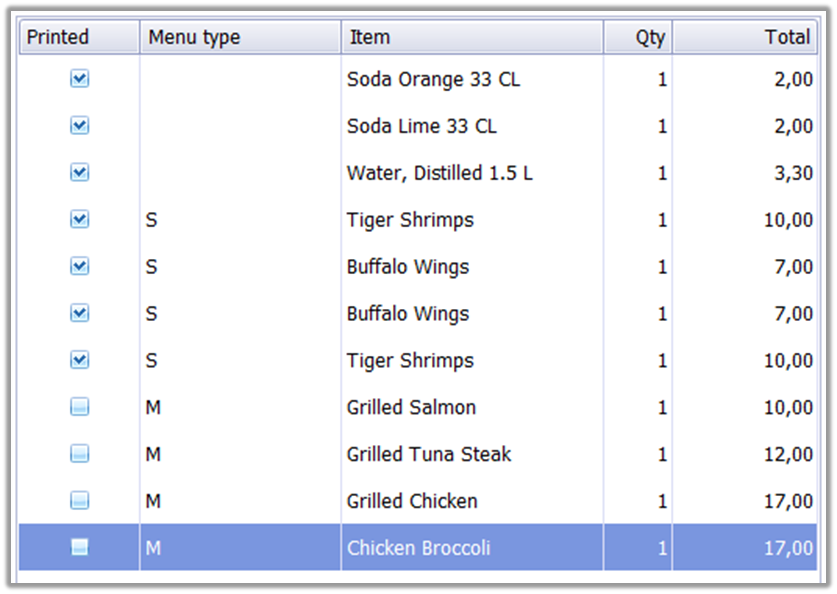 Printed Menu type Item Qty Total
Soda Orange 33 CL 1 2,00
Soda Lime 33 CL 1 2,00
Water, Distilled 1.5 L 1 3,30
S Tiger Shrimps 1 10,00
S Buffalo Wings 1 7,00
S Buffalo Wings 1 7,00
S Tiger Shrimps 1 10,00
M Grilled Salmon 1 10,00
M Grilled Tuna Steak 1 12,00
M Grilled Chicken 1 17,00
M Chicken Broccoli 1 17,00